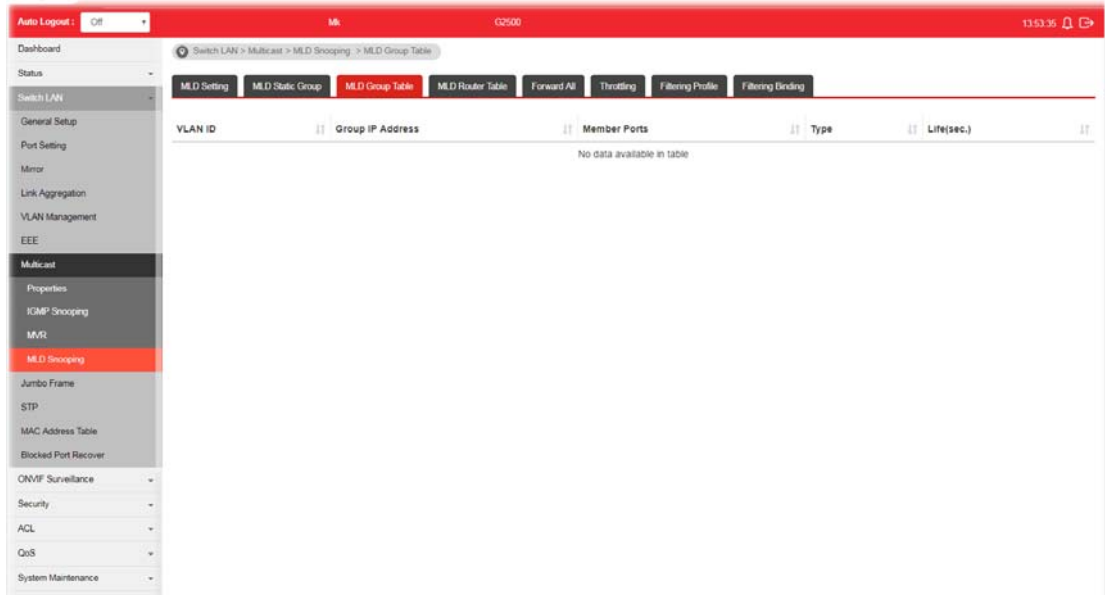 Auto Logout : Off Mk G2500 13:53:35
Dashboard
Status
Switch LAN
General Setup
Port Setting
Mirror
Link Aggregation
VLAN Management
EEE
Multicast
Properties
IGMP Snooping
MVR
MLD Snooping
Jumbo Frame
STP
MAC Address Table
Blocked Port Recover
ONVIF Surveillance
Security
ACL
QoS
System Maintenance
Switch LAN > Multicast > MLD Snooping > MLD Group Table
MLD Setting MLD Static Group MLD Group Table MLD Router Table Forward All Throttling Filtering Profile Filtering Binding
VLAN ID Group IP Address Member Ports Type Life(sec.)
No data available in table